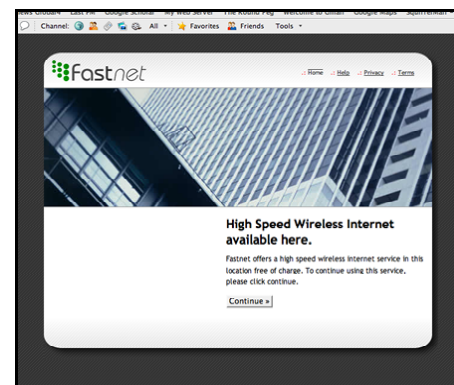 Channel: All Favorites Friends Tools
Fastnet
Home Help Privacy Terms
High Speed Wireless Internet
available here.
Fastnet offers a high speed wireless internet service in this
location free of charge. To continue using this service,
please click continue.
Continue »